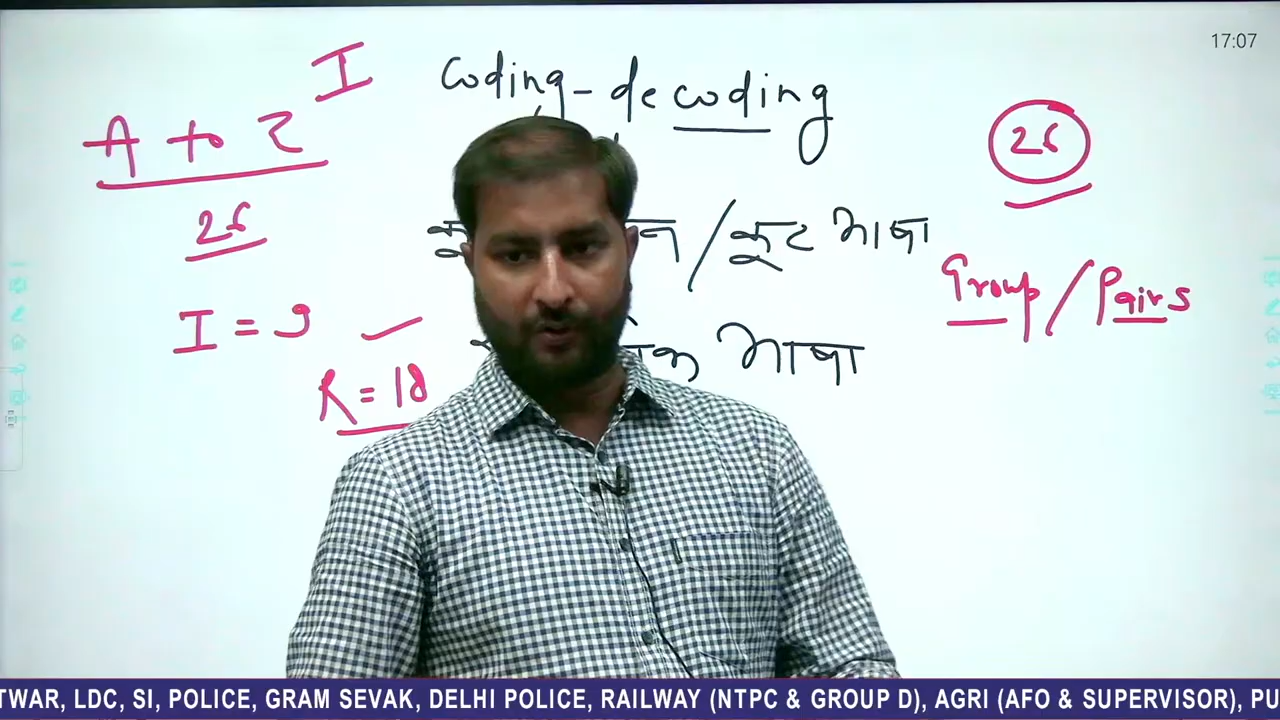 17:07
I
Coding-decoding
A to Z
26
26
/ कूट भाषा
Group / Pairs
I = 9
भाषा
R = 18
TWAR, LDC, SI, POLICE, GRAM SEVAK, DELHI POLICE, RAILWAY (NTPC & GROUP D), AGRI (AFO & SUPERVISOR), PU